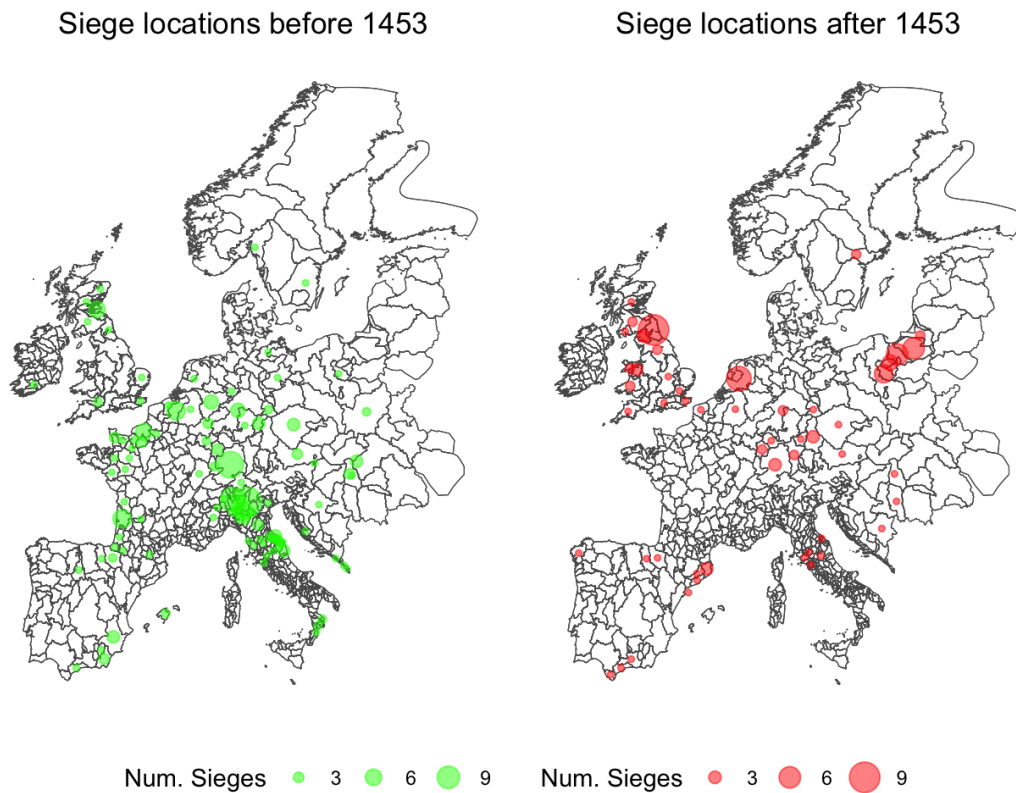 Siege locations before 1453
Siege locations after 1453
Num. Sieges 3 6 9
Num. Sieges 3 6 9